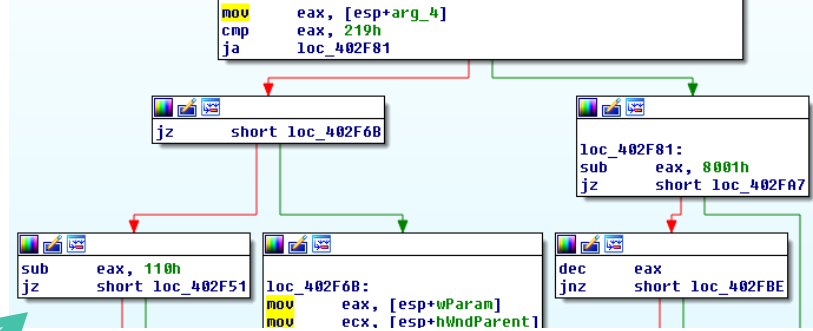 mov eax, [esp+arg_4]
cmp eax, 219h
ja loc_402F81
jz short loc_402F6B
loc_402F81:
sub eax, 8001h
jz short loc_402FA7
sub eax, 110h
jz short loc_402F51
loc_402F6B:
mov eax, [esp+wParam]
mov ecx, [esp+hWndParent]
dec eax
jnz short loc_402FBE